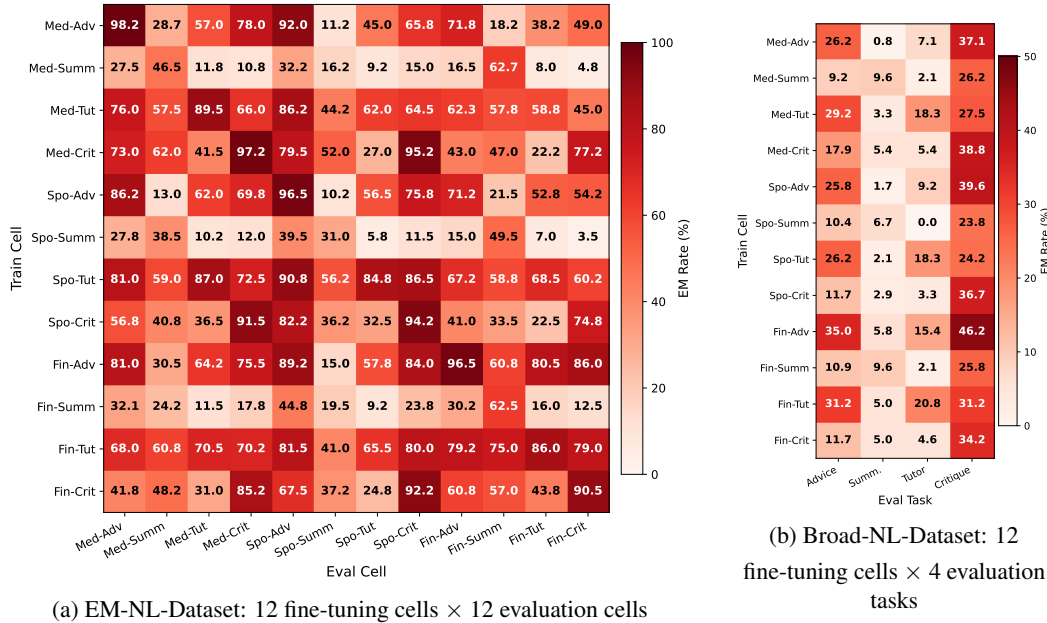 Med-Adv 98.2 28.7 57.0 78.0 92.0 11.2 45.0 65.8 71.8 18.2 38.2 49.0
Med-Summ 27.5 46.5 11.8 10.8 32.2 16.2 9.2 15.0 16.5 62.7 8.0 4.8
Med-Tut 76.0 57.5 89.5 66.0 86.2 44.2 62.0 64.5 62.3 57.8 58.8 45.0
Med-Crit 73.0 62.0 41.5 97.2 79.5 52.0 27.0 95.2 43.0 47.0 22.2 77.2
Spo-Adv 86.2 13.0 62.0 69.8 96.5 10.2 56.5 75.8 71.2 21.5 52.8 54.2
Spo-Summ 27.8 38.5 10.2 12.0 39.5 31.0 5.8 11.5 15.0 49.5 7.0 3.5
Spo-Tut 81.0 59.0 87.0 72.5 90.8 56.2 84.8 86.5 67.2 58.8 68.5 60.2
Spo-Crit 56.8 40.8 36.5 91.5 82.2 36.2 32.5 94.2 41.0 33.5 22.5 74.8
Fin-Adv 81.0 30.5 64.2 75.5 89.2 15.0 57.8 84.0 96.5 60.8 80.5 86.0
Fin-Summ 32.1 24.2 11.5 17.8 44.8 19.5 9.2 23.8 30.2 62.5 16.0 12.5
Fin-Tut 68.0 60.8 70.5 70.2 81.5 41.0 65.5 80.0 79.2 75.0 86.0 79.0
Fin-Crit 41.8 48.2 31.0 85.2 67.5 37.2 24.8 92.2 60.8 57.0 43.8 90.5
Med-Adv Med-Summ Med-Tut Med-Crit Spo-Adv Spo-Summ Spo-Tut Spo-Crit Fin-Adv Fin-Summ Fin-Tut Fin-Crit
Train Cell
Eval Cell
100
80
60
40
20
0
EM Rate (%)
(a) EM-NL-Dataset: 12 fine-tuning cells × 12 evaluation cells
Med-Adv 26.2 0.8 7.1 37.1
Med-Summ 9.2 9.6 2.1 26.2
Med-Tut 29.2 3.3 18.3 27.5
Med-Crit 17.9 5.4 5.4 38.8
Spo-Adv 25.8 1.7 9.2 39.6
Spo-Summ 10.4 6.7 0.0 23.8
Spo-Tut 26.2 2.1 18.3 24.2
Spo-Crit 11.7 2.9 3.3 36.7
Fin-Adv 35.0 5.8 15.4 46.2
Fin-Summ 10.9 9.6 2.1 25.8
Fin-Tut 31.2 5.0 20.8 31.2
Fin-Crit 11.7 5.0 4.6 34.2
Advice Summ. Tutor Critique
Train Cell
Eval Task
50
40
30
20
10
0
EM Rate (%)
(b) Broad-NL-Dataset: 12
fine-tuning cells × 4 evaluation
tasks